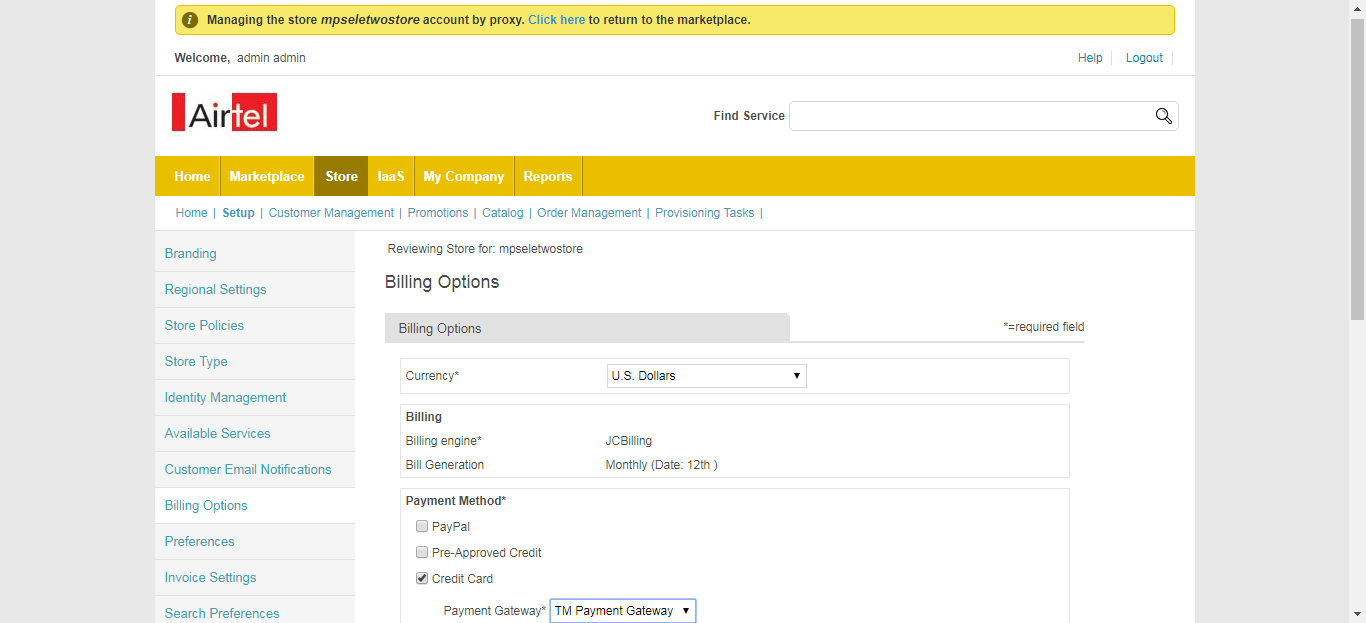 Managing the store mpseletwostore account by proxy. Click here to return to the marketplace.
Welcome, admin admin
Help | Logout |
Airtel
Find Service
Home Marketplace Store IaaS My Company Reports
Home | Setup | Customer Management | Promotions | Catalog | Order Management | Provisioning Tasks |
Branding
Regional Settings
Store Policies
Store Type
Identity Management
Available Services
Customer Email Notifications
Billing Options
Preferences
Invoice Settings
Search Preferences
Reviewing Store for: mpseletwostore
Billing Options
Billing Options
*=required field
Currency* U.S. Dollars
Billing
Billing engine* JCBilling
Bill Generation Monthly (Date: 12th )
Payment Method*
PayPal
Pre-Approved Credit
Credit Card
Payment Gateway* TM Payment Gateway